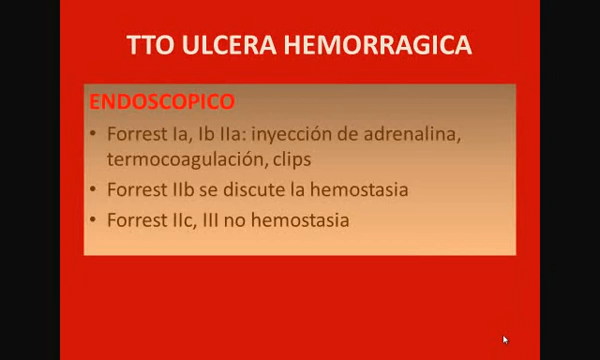 TTO ULCERA HEMORRAGICA
ENDOSCOPICO
• Forrest Ia, Ib IIa: inyección de adrenalina,
termocoagulación, clips
• Forrest IIb se discute la hemostasia
• Forrest IIc, III no hemostasia